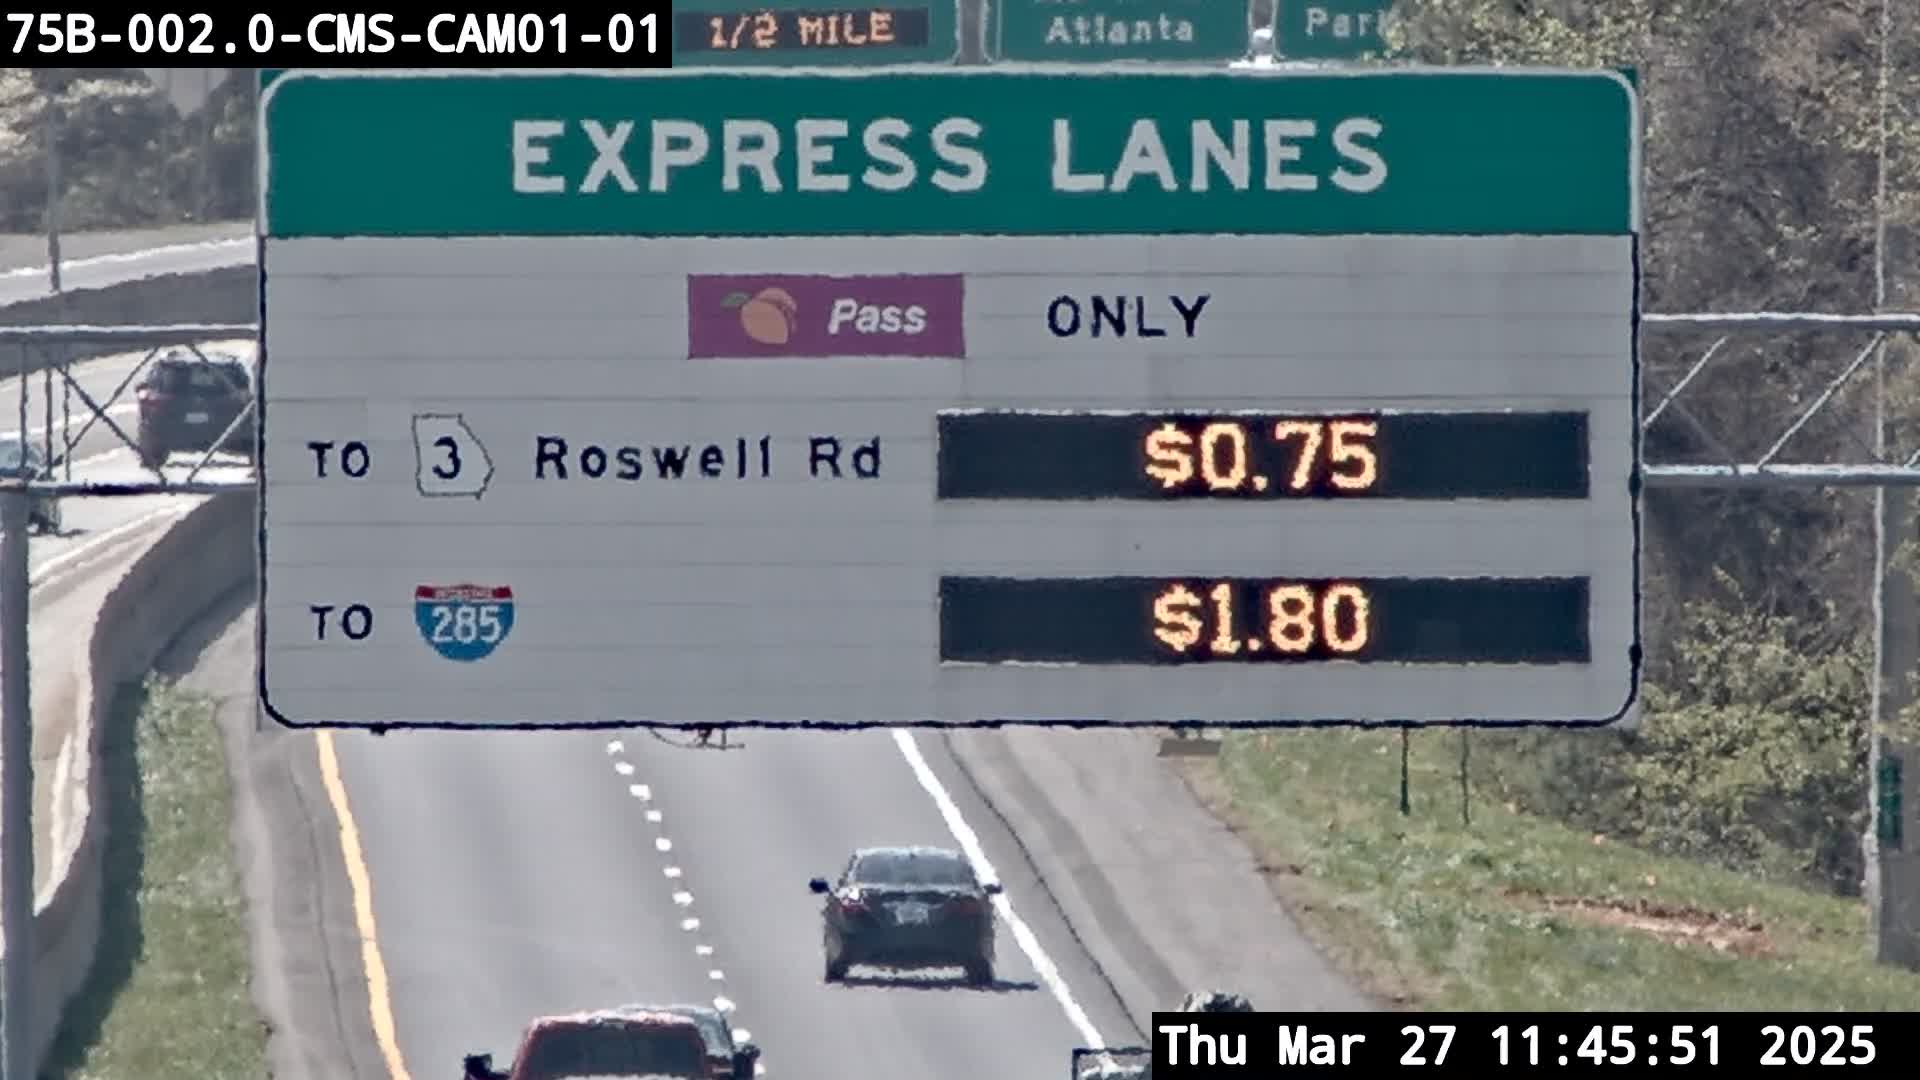 75B-002.0-CMS-CAM01-01
1/2 MILE
Atlanta
EXPRESS LANES
Pass ONLY
TO 3 Roswell Rd $0.75
TO INTERSTATE 285 $1.80
Thu Mar 27 11:45:51 2025